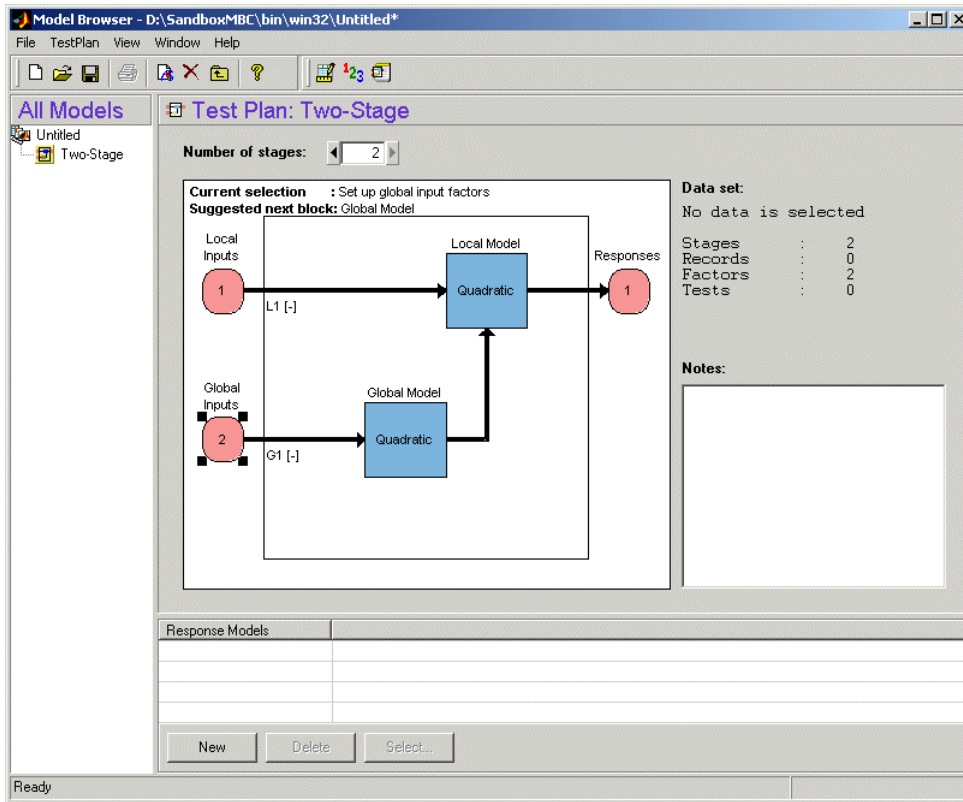 Model Browser - D:\SandboxMBC\bin\win32\Untitled*
File TestPlan View Window Help
? 123
All Models
Untitled
Two-Stage
Test Plan: Two-Stage
Number of stages: 2
Current selection : Set up global input factors
Suggested next block: Global Model
Local
Inputs
1
L1 [-]
Local Model
Quadratic
Responses
1
Global
Inputs
2
G1 [-]
Global Model
Quadratic
Data set:
No data is selected
Stages : 2
Records : 0
Factors : 2
Tests : 0
Notes:
Response Models
New Delete Select...
Ready